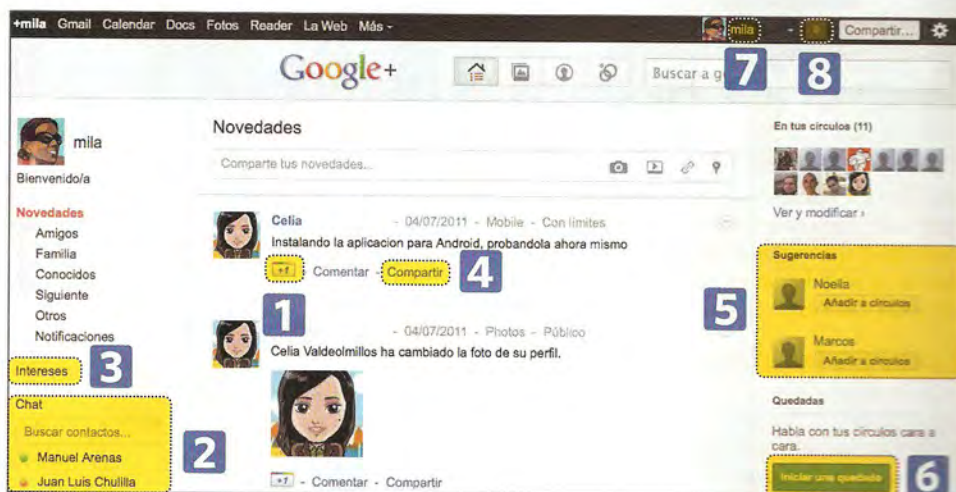 +mila Gmail Calendar Docs Fotos Reader La Web Más
mila - Compartir...
7 8
Google+
Buscar a g
mila
Bienvenido/a
Novedades
Amigos
Familia
Conocidos
Siguiente
Otros
Notificaciones
Intereses
3
Chat
Buscar contactos...
Manuel Arenas
Juan Luis Chulilla
2
Novedades
Comparte tus novedades...
Celia - 04/07/2011 - Mobile - Con límites
Instalando la aplicacion para Android, probandola ahora mismo
+1 Comentar - Compartir
4
1
- 04/07/2011 - Photos - Público
Celia Valdeolmillos ha cambiado la foto de su perfil.
+1 - Comentar - Compartir
En tus círculos (11)
Ver y modificar ›
Sugerencias
Noelia
Añadir a círculos
5
Marcos
Añadir a círculos
Quedadas
Habla con tus círculos cara a
cara.
Iniciar una quedada
6